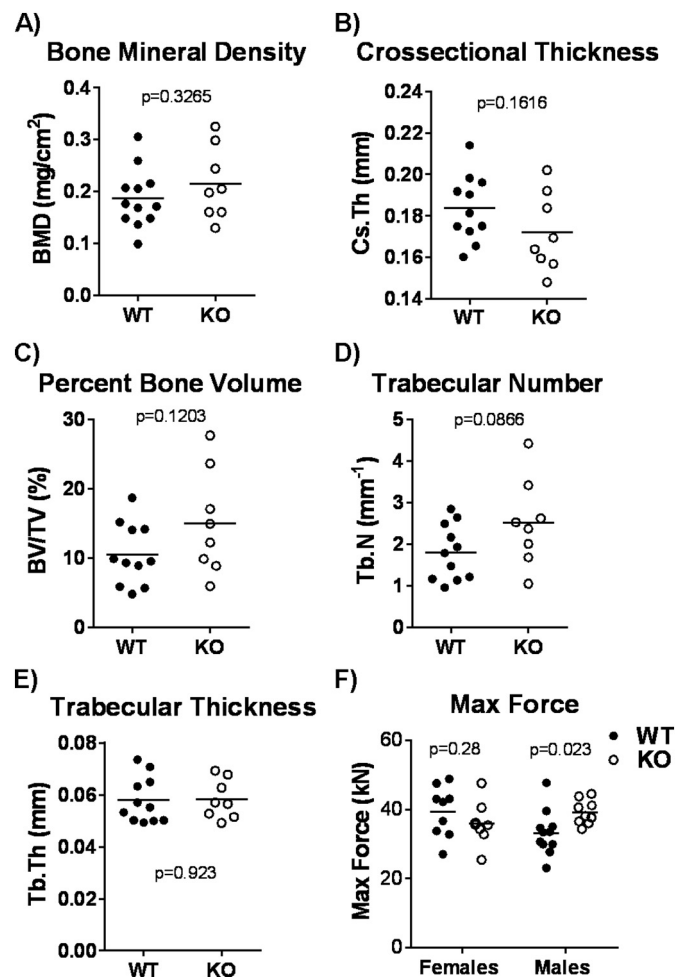 A)
Bone Mineral Density
p=0.3265
BMD (mg/cm²)
0.4
0.3
0.2
0.1
0.0
WT KO
B)
Crossectional Thickness
p=0.1616
Cs.Th (mm)
0.24
0.22
0.20
0.18
0.16
0.14
WT KO
C)
Percent Bone Volume
p=0.1203
BV/TV (%)
30
20
10
0
WT KO
D)
Trabecular Number
p=0.0866
Tb.N (mm⁻¹)
5
4
3
2
1
0
WT KO
E)
Trabecular Thickness
Tb.Th (mm)
0.08
0.06
0.04
0.02
0.00
p=0.923
WT KO
F)
Max Force
WT
KO
p=0.28 p=0.023
Max Force (kN)
60
40
20
0
Females Males